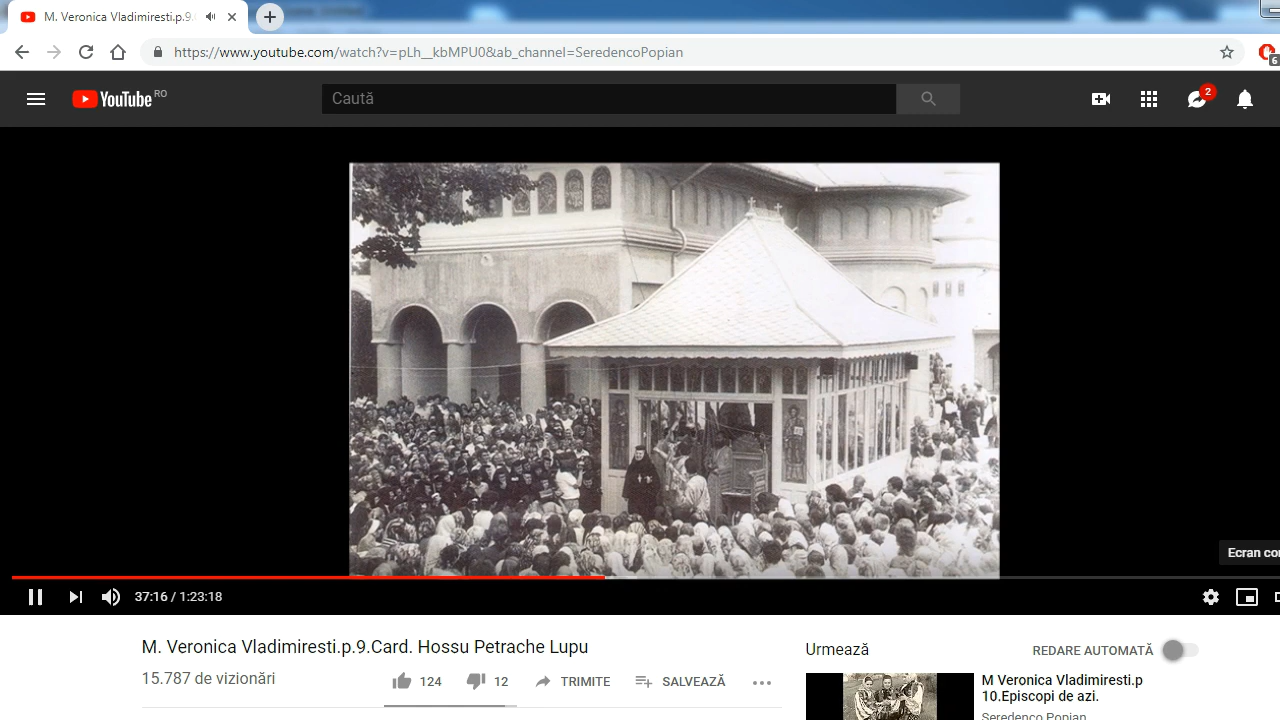 M. Veronica Vladimiresti.p.9.
https://www.youtube.com/watch?v=pLh__kbMPU0&ab_channel=SeredencoPopian
6
YouTube RO
Caută
2
Ecran co
37:16 / 1:23:18
M. Veronica Vladimiresti.p.9.Card. Hossu Petrache Lupu
15.787 de vizionări
124
12
TRIMITE
SALVEAZĂ
Urmează
REDARE AUTOMATĂ
M Veronica Vladimiresti.p
10.Episcopi de azi.
Seredenco Popian